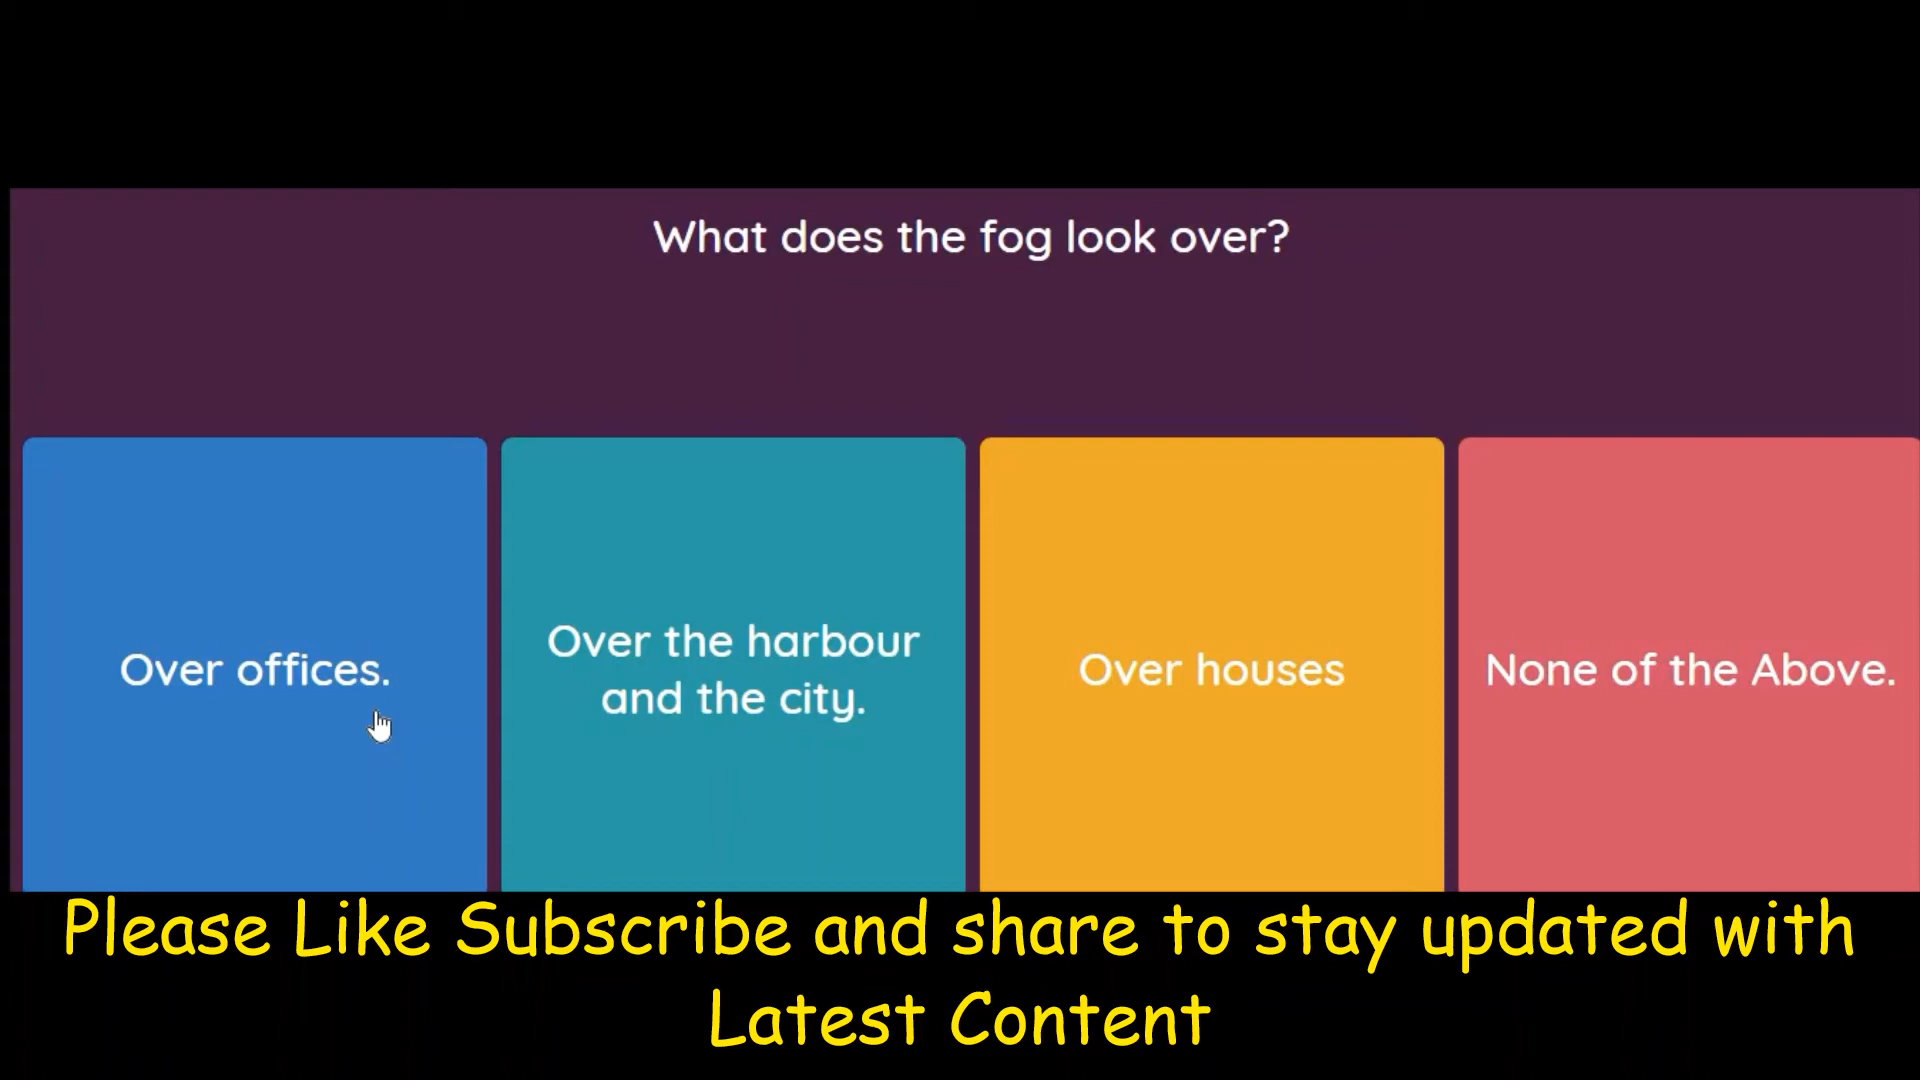 What does the fog look over?
Over offices.
Over the harbour
and the city.
Over houses
None of the Above.
Please Like Subscribe and share to stay updated with
Latest Content